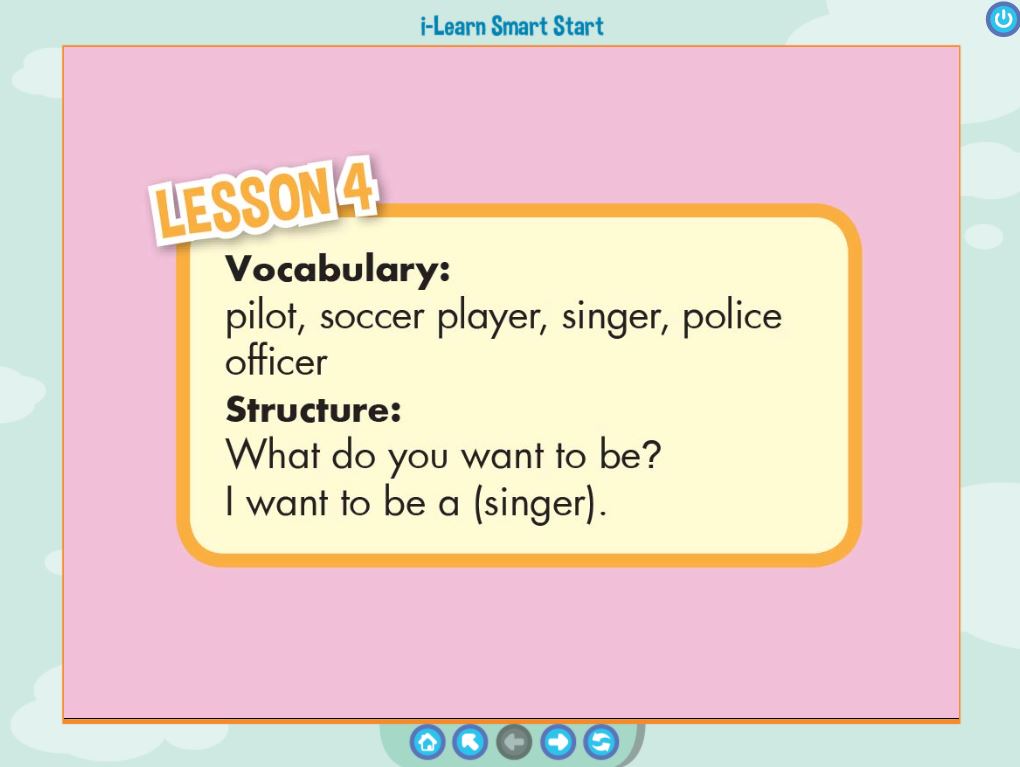 i-Learn Smart Start
LESSON 4
Vocabulary:
pilot, soccer player, singer, police
officer
Structure:
What do you want to be?
I want to be a (singer).